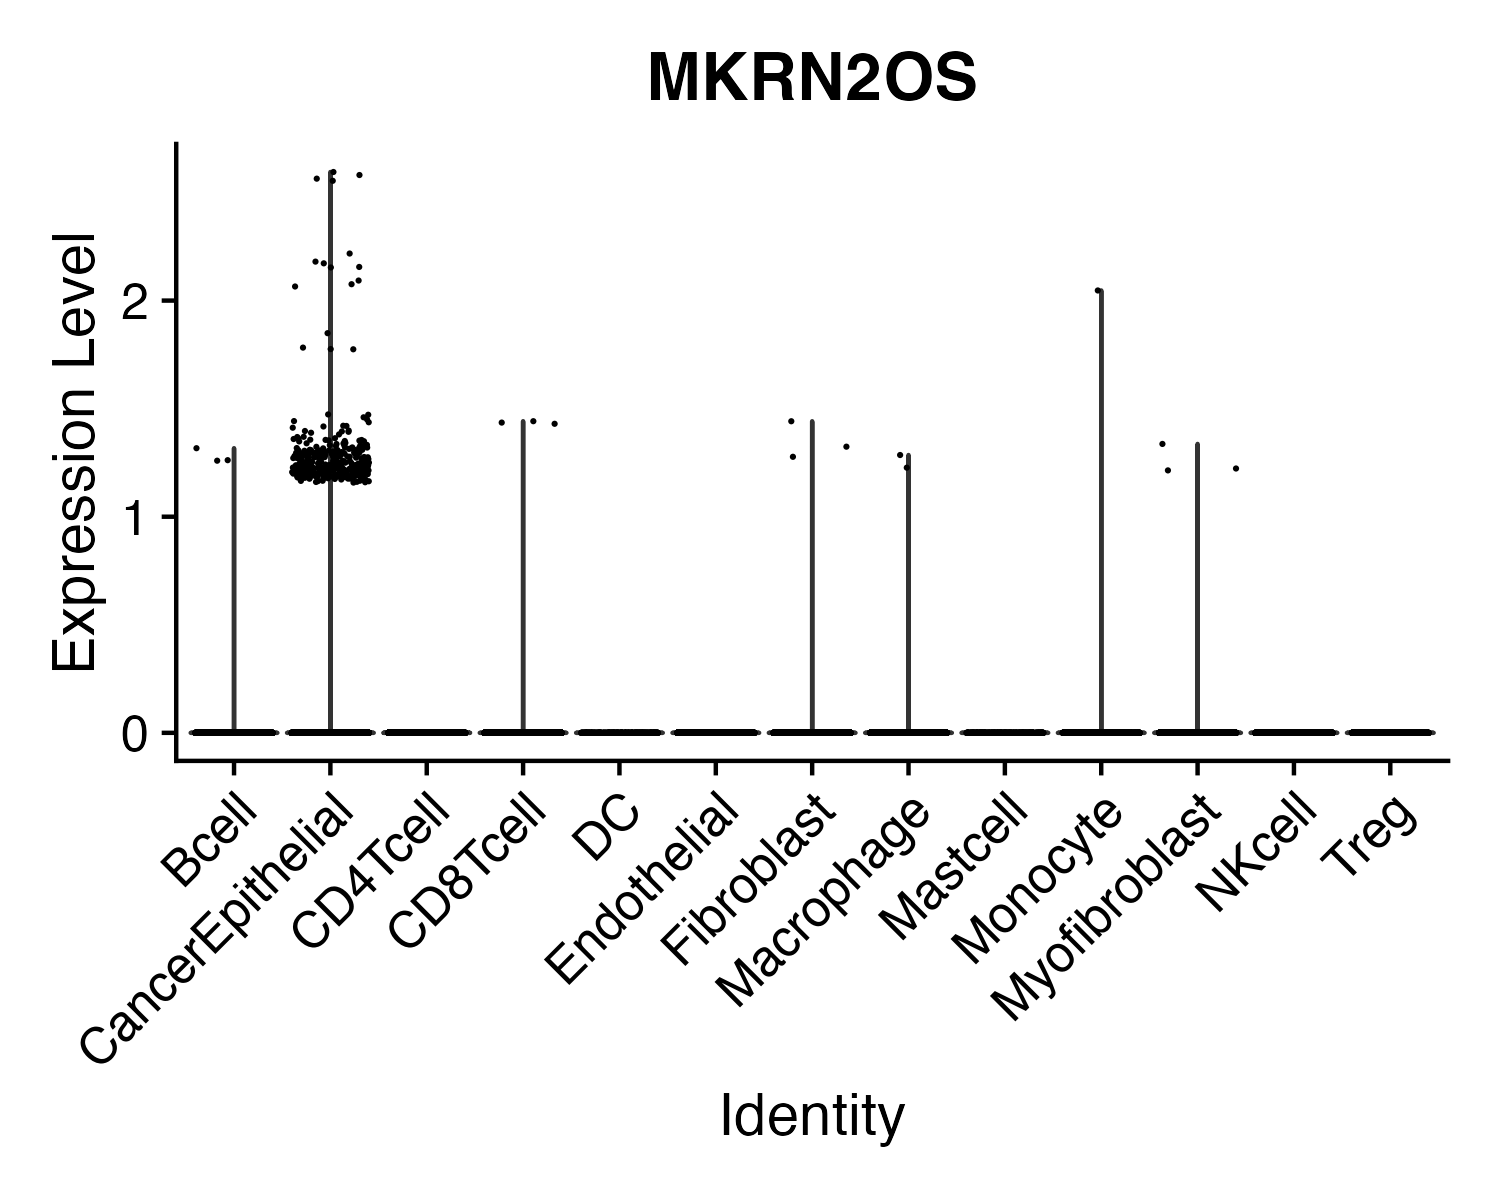 MKRN2OS
Expression Level
2
1
0
Bcell
CancerEpithelial
CD4Tcell
CD8Tcell
DC
Endothelial
Fibroblast
Macrophage
Mastcell
Monocyte
Myofibroblast
NKcell
Treg
Identity